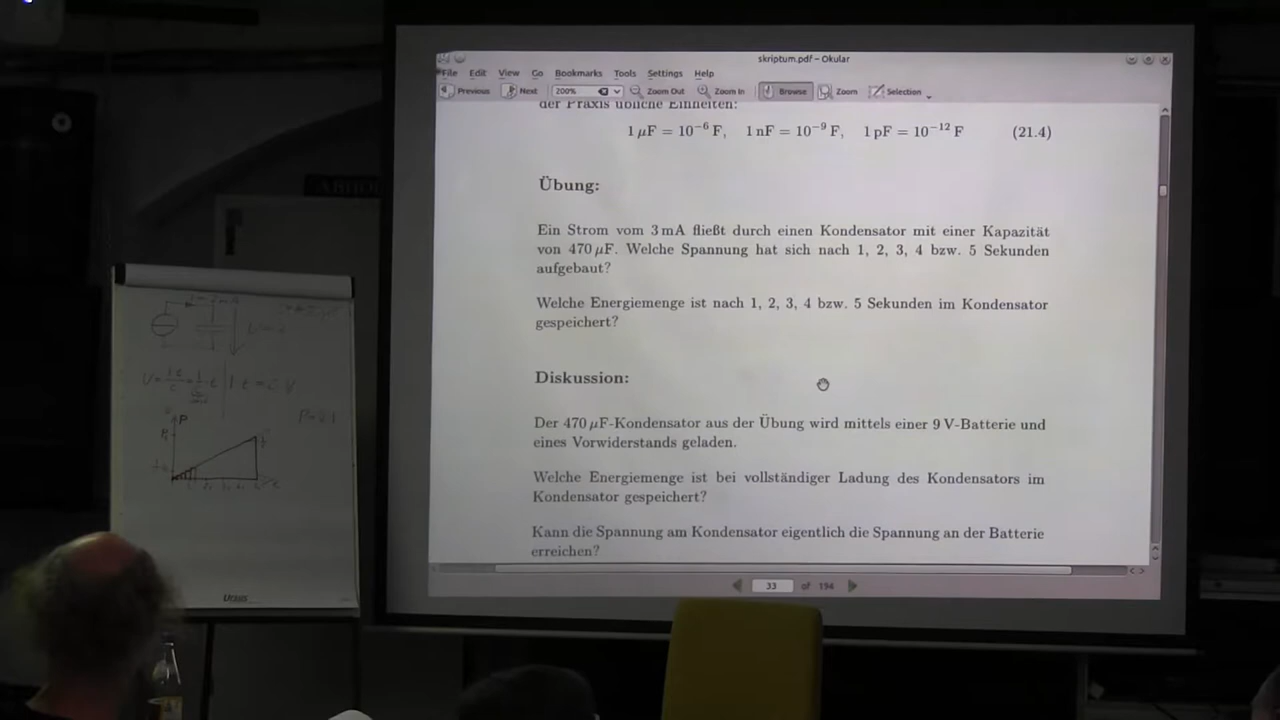 skriptum.pdf – Okular
File Edit View Go Bookmarks Tools Settings Help
Previous Next 200% Zoom Out Zoom In Browse Zoom Selection
der Praxis übliche Einheiten:
1 μF = 10⁻⁶ F, 1 nF = 10⁻⁹ F, 1 pF = 10⁻¹² F (21.4)
Übung:
Ein Strom vom 3 mA fließt durch einen Kondensator mit einer Kapazität
von 470 μF. Welche Spannung hat sich nach 1, 2, 3, 4 bzw. 5 Sekunden
aufgebaut?
Welche Energiemenge ist nach 1, 2, 3, 4 bzw. 5 Sekunden im Kondensator
gespeichert?
Diskussion:
Der 470 μF-Kondensator aus der Übung wird mittels einer 9 V-Batterie und
eines Vorwiderstands geladen.
Welche Energiemenge ist bei vollständiger Ladung des Kondensators im
Kondensator gespeichert?
Kann die Spannung am Kondensator eigentlich die Spannung an der Batterie
erreichen?
33 of 194
P